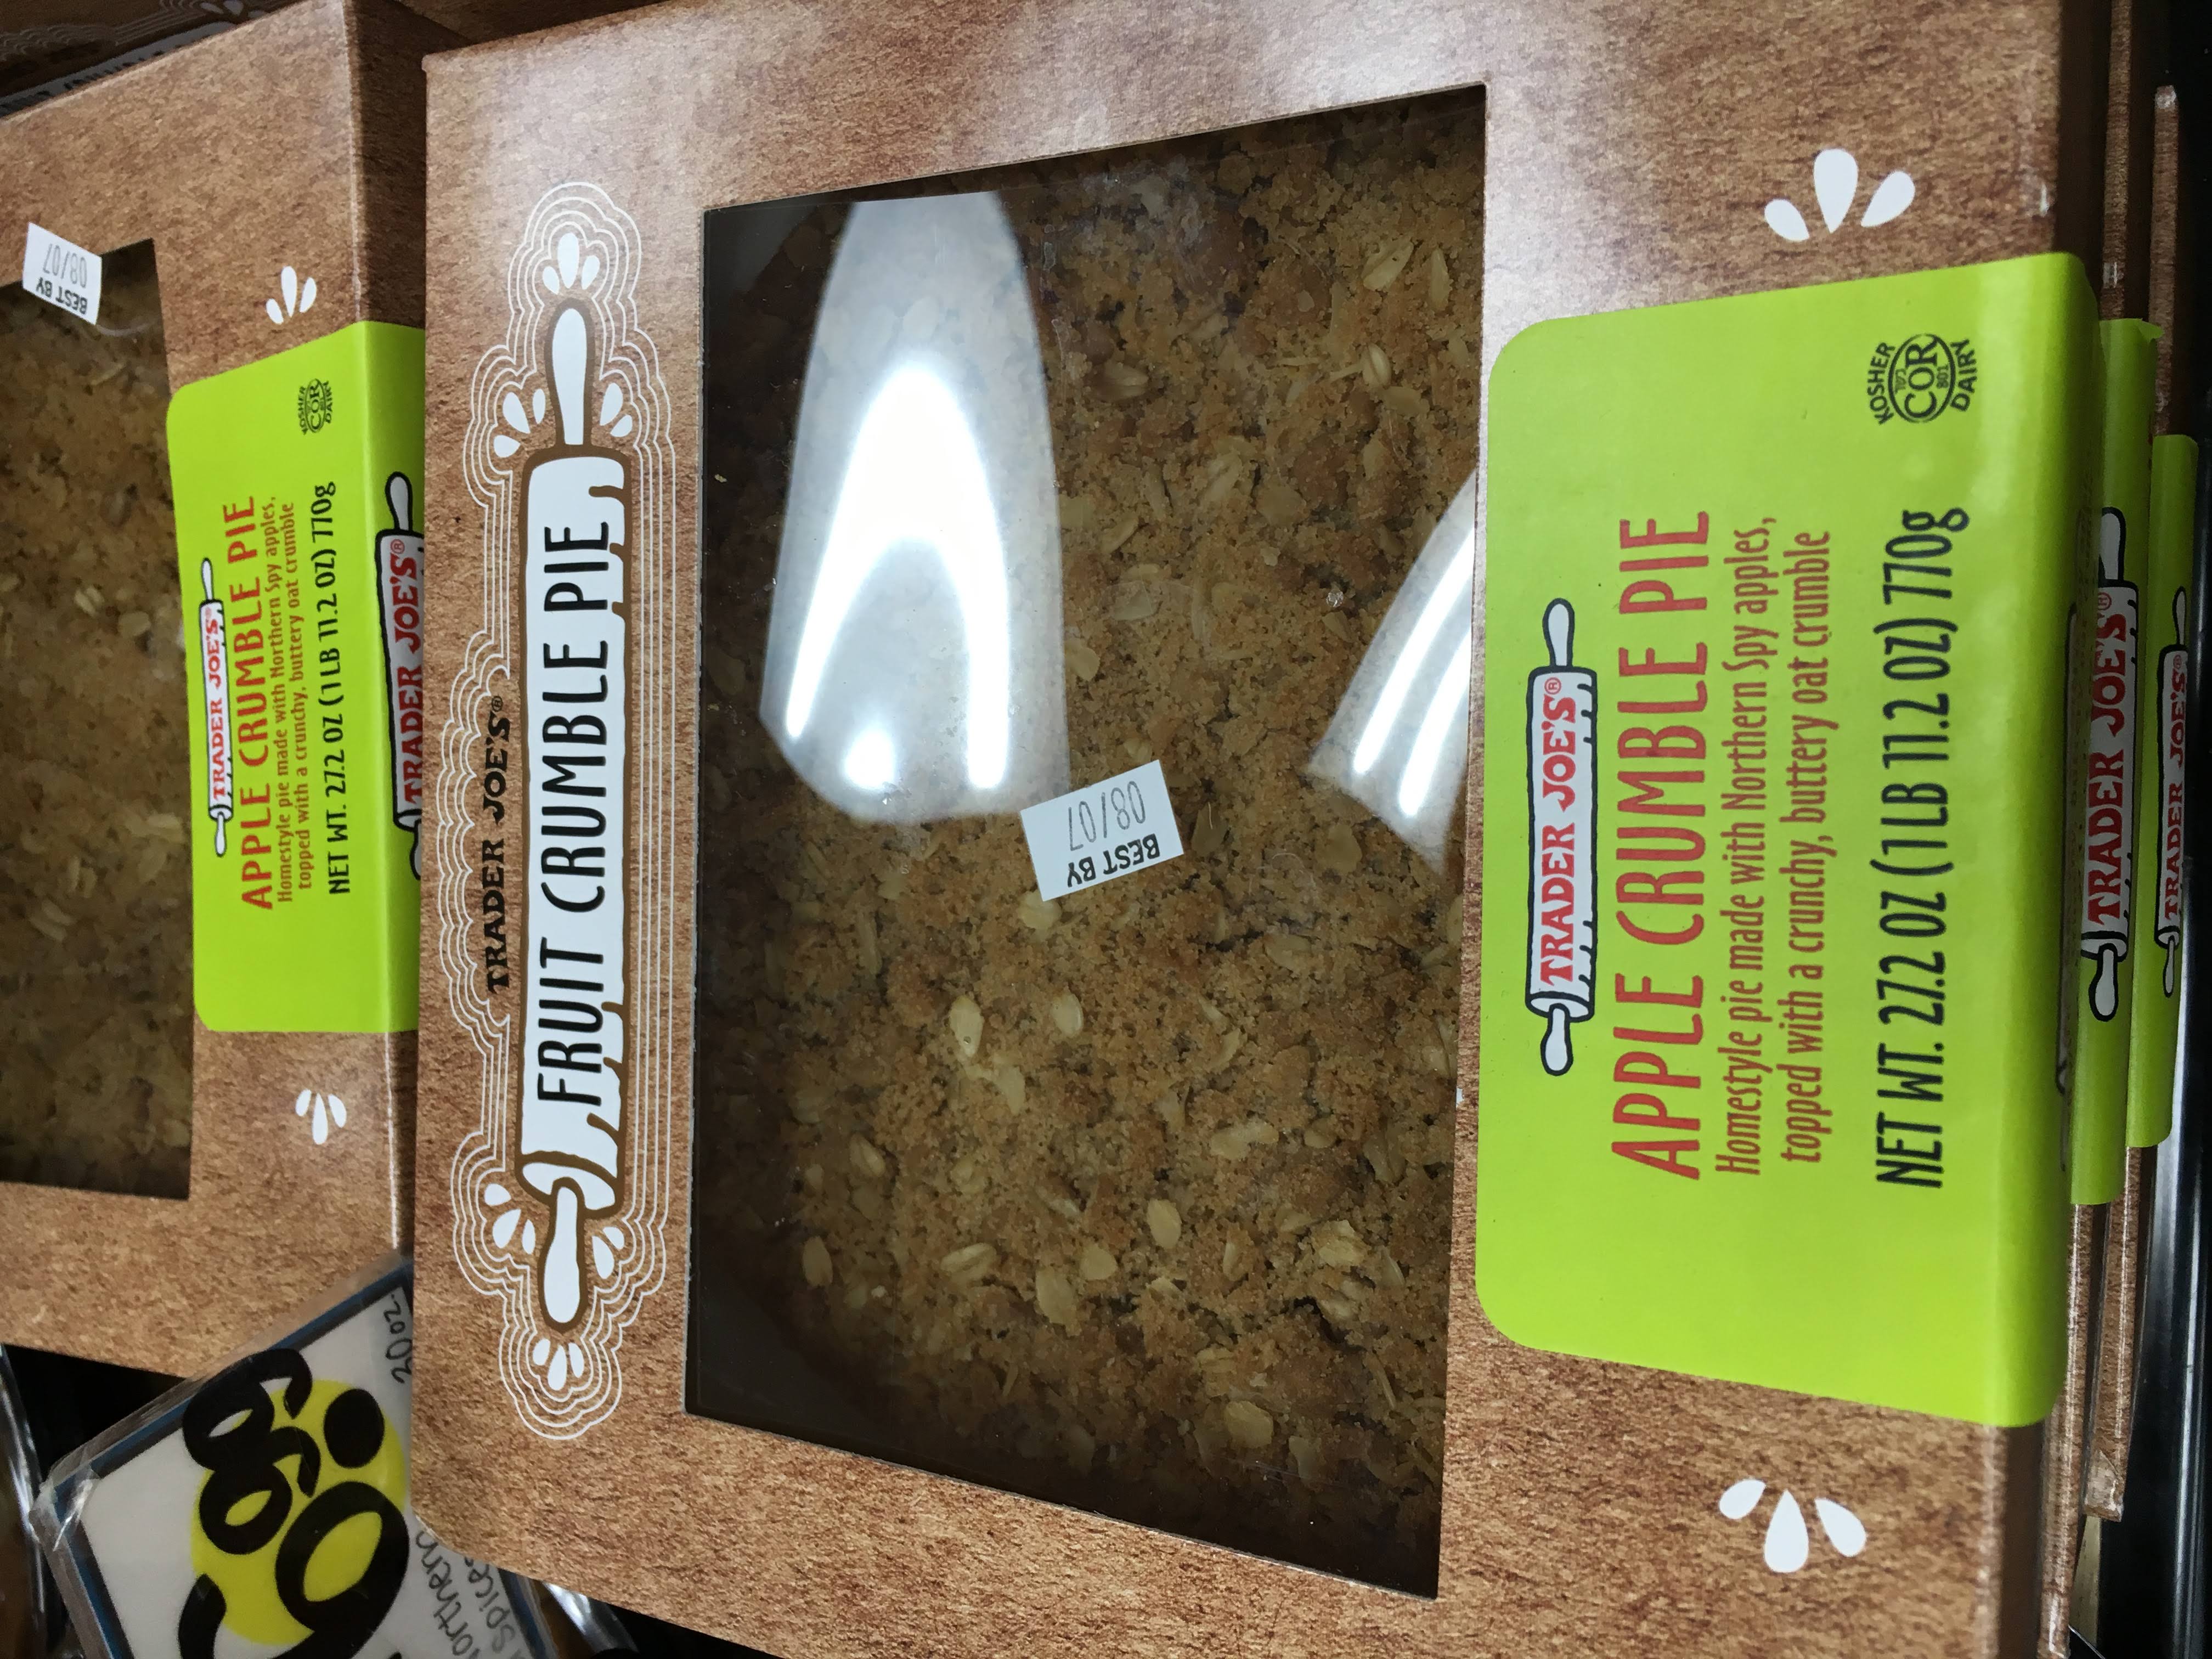 6.99
30 oz.
BEST BY
08/07
TRADER JOE'S®
APPLE CRUMBLE PIE
Homestyle pie made with Northern Spy apples,
topped with a crunchy, buttery oat crumble
NET WT. 27.2 OZ (1 LB 11.2 OZ) 770g
KOSHER
COR
DAIRY
TRADER JOE'S®
TRADER JOE'S®
FRUIT CRUMBLE PIE
BEST BY
08/07
TRADER JOE'S®
APPLE CRUMBLE PIE
Homestyle pie made with Northern Spy apples,
topped with a crunchy, buttery oat crumble
NET WT. 27.2 OZ (1 LB 11.2 OZ) 770g
KOSHER
כשר
COR
801
DAIRY
TRADER JOE'S®
TRADER JOE'S®